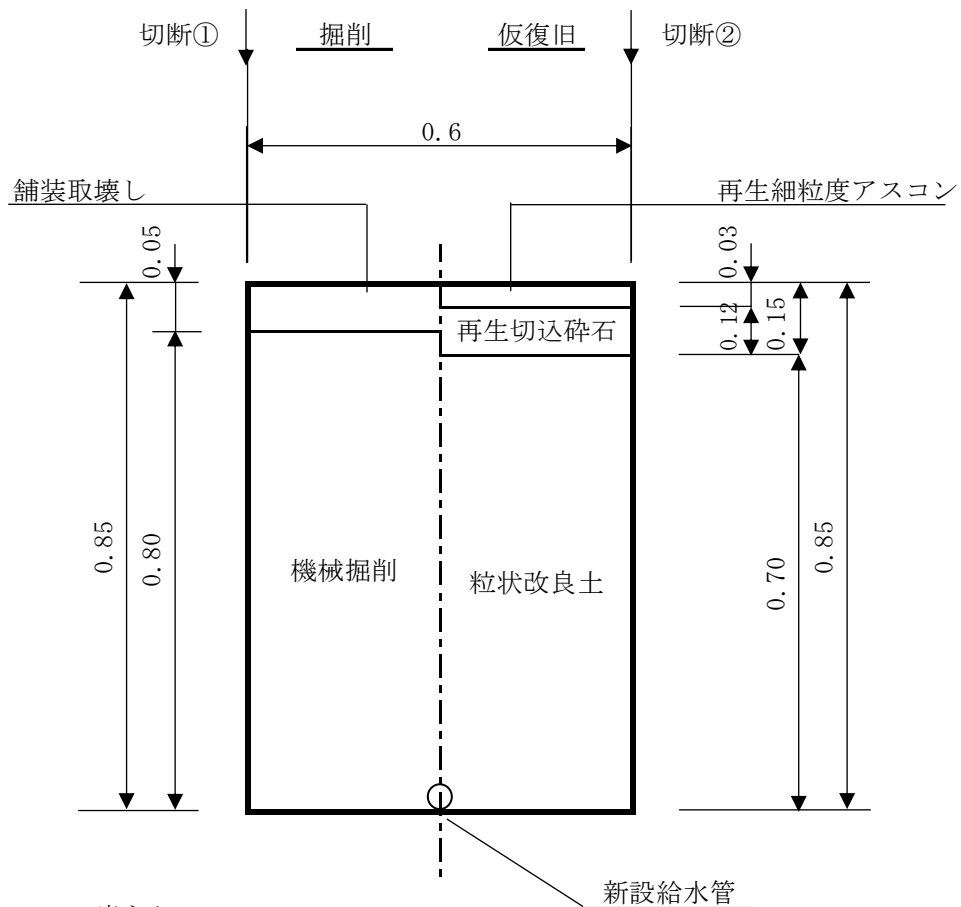 切断①
掘削
仮復旧
切断②
0.6
舗装取壊し
再生細粒度アスコン
0.05
0.03
0.12
0.15
再生切込砕石
0.85
0.80
機械掘削
粒状改良土
0.70
0.85
新設給水管